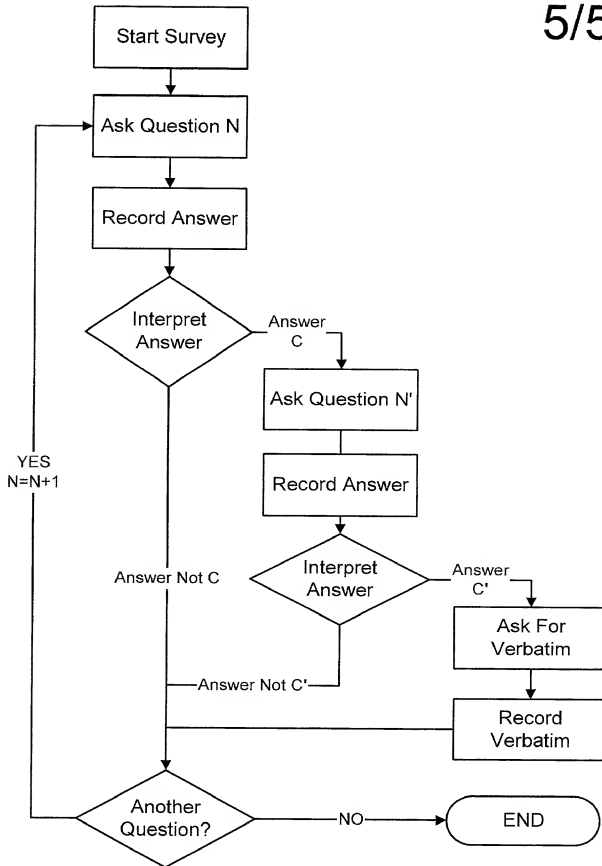 5/5
Start Survey
Ask Question N
Record Answer
Interpret
Answer
Answer
C
Ask Question N'
Record Answer
YES
N=N+1
Answer Not C
Interpret
Answer
Answer
C'
Ask For
Verbatim
Answer Not C'
Record
Verbatim
Another
Question?
NO
END